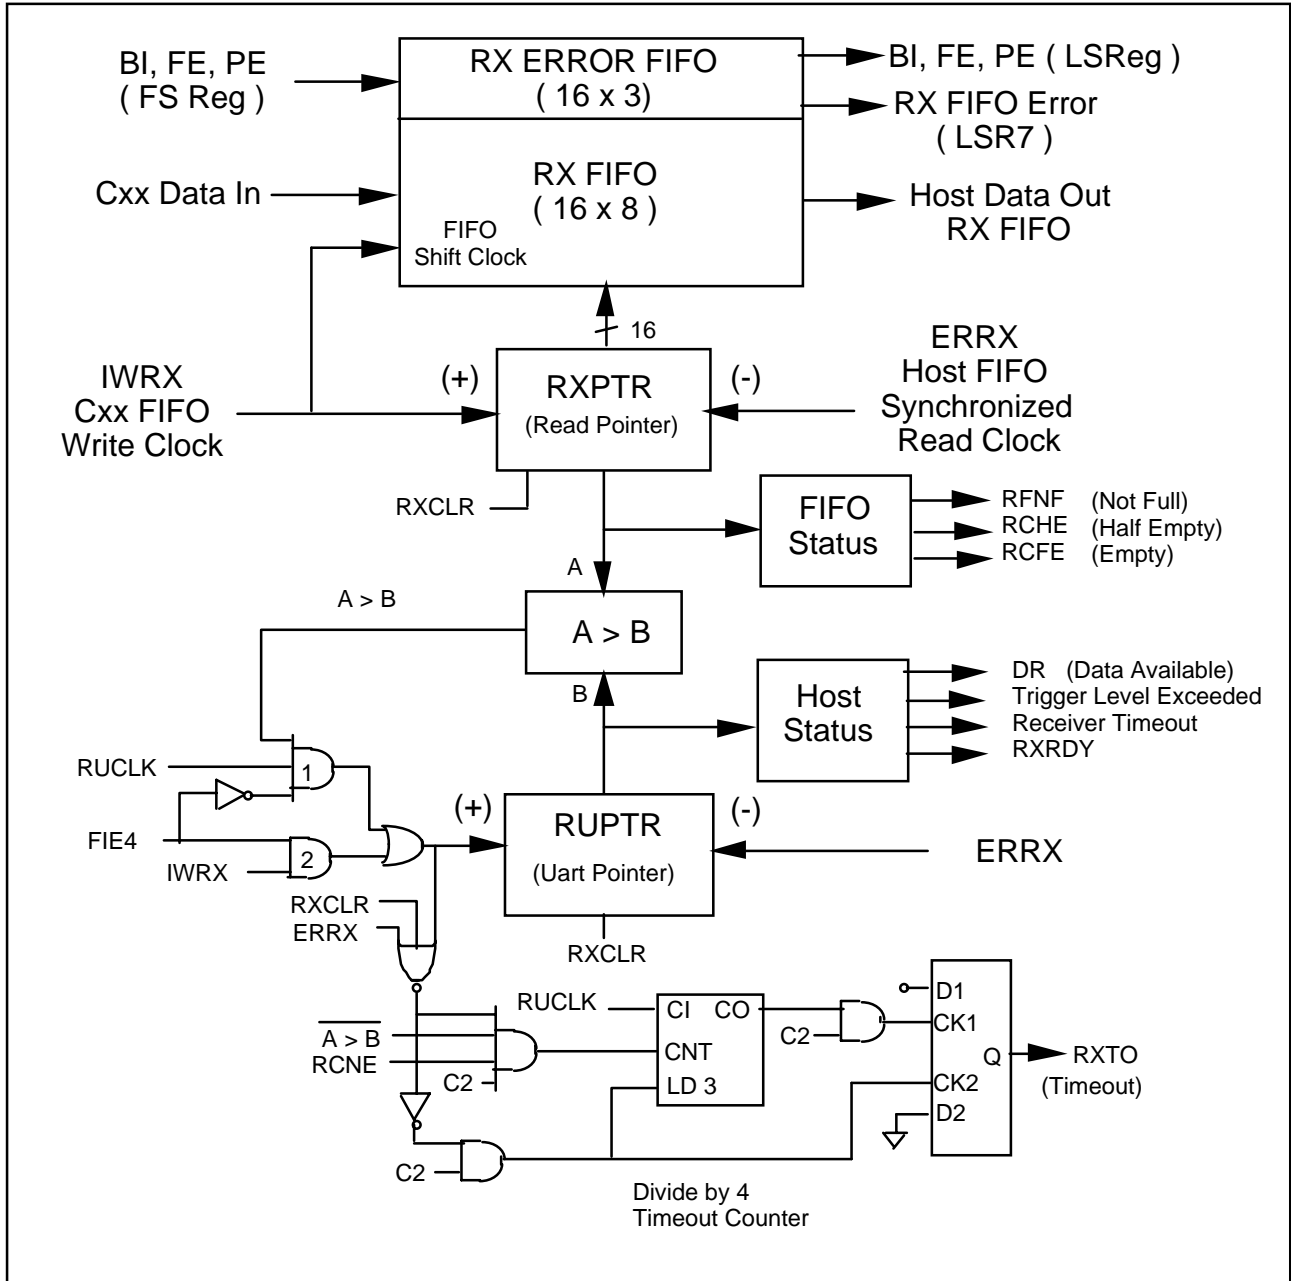 BI, FE, PE
( FS Reg )
RX ERROR FIFO
( 16 x 3)
BI, FE, PE ( LSReg )
RX FIFO Error
( LSR7 )
Cxx Data In
RX FIFO
( 16 x 8 )
FIFO
Shift Clock
Host Data Out
RX FIFO
16
IWRX
Cxx FIFO
Write Clock
(+)
RXPTR
(Read Pointer)
(-)
ERRX
Host FIFO
Synchronized
Read Clock
RXCLR
FIFO
Status
RFNF (Not Full)
RCHE (Half Empty)
RCFE (Empty)
A
A > B
A > B
B
Host
Status
DR (Data Available)
Trigger Level Exceeded
Receiver Timeout
RXRDY
RUCLK
1
FIE4
2
IWRX
(+)
RUPTR
(Uart Pointer)
(-)
ERRX
RXCLR
ERRX
RXCLR
A > B
RCNE
C2
RUCLK
CI CO
CNT
LD 3
C2
D1
CK1
Q
CK2
D2
RXTO
(Timeout)
C2
Divide by 4
Timeout Counter